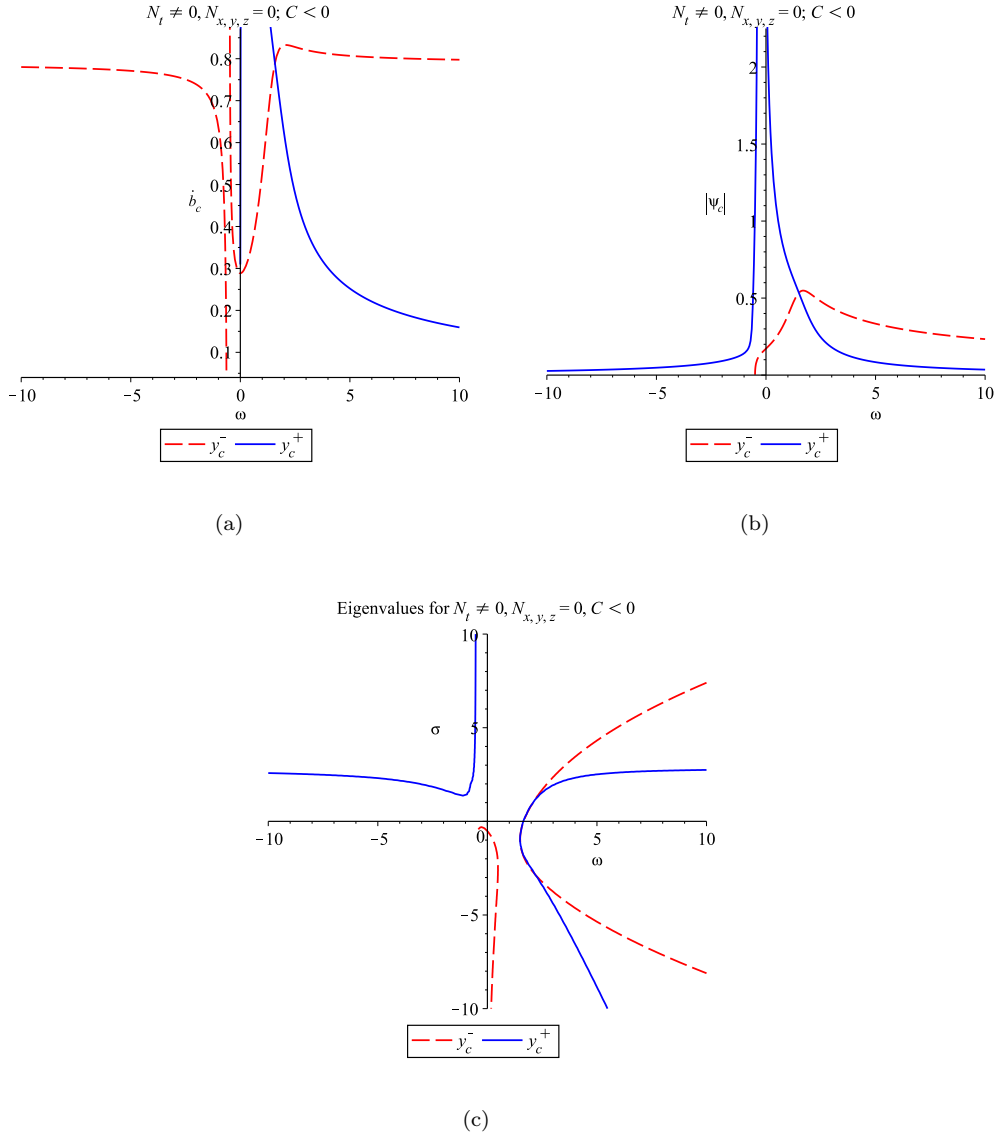 N_t ≠ 0, N_{x, y, z} = 0; C < 0
0.8
0.7
0.6
0.5
ḃ_c
0.4
0.3
0.2
0.1
−10 −5 0 5 10
ω
y_c^- y_c^+
(a)
N_t ≠ 0, N_{x, y, z} = 0; C < 0
2
1.5
|ψ_c|
1
0.5
−10 −5 0 5 10
ω
y_c^- y_c^+
(b)
Eigenvalues for N_t ≠ 0, N_{x, y, z} = 0, C < 0
10
σ 5
−10 −5 0 5 10
ω
−5
−10
y_c^- y_c^+
(c)